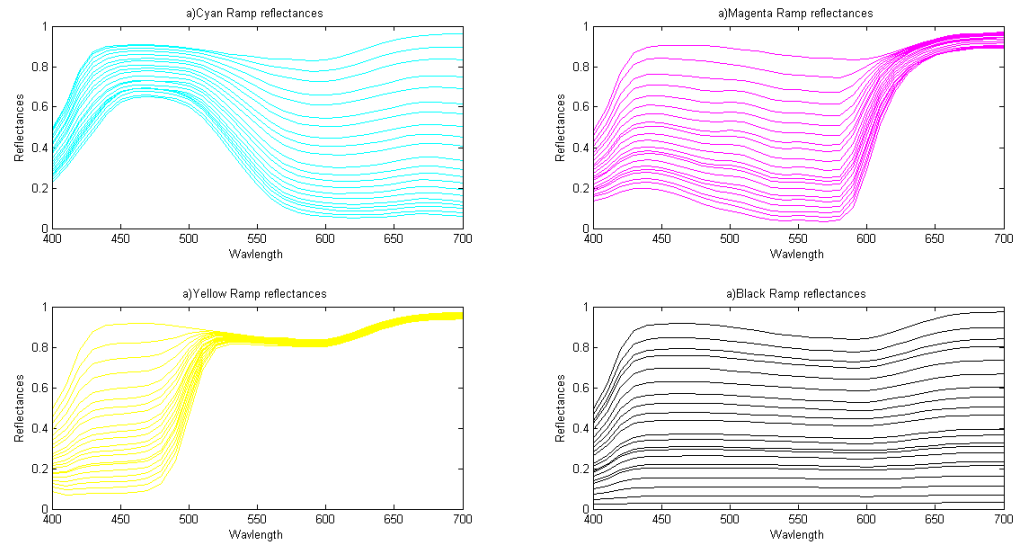 a)Cyan Ramp reflectances
Reflectances
1
0.8
0.6
0.4
0.2
0
400 450 500 550 600 650 700
Wavlength
a)Magenta Ramp reflectances
Reflectances
1
0.8
0.6
0.4
0.2
0
400 450 500 550 600 650 700
Wavlength
a)Yellow Ramp reflectances
Reflectances
1
0.8
0.6
0.4
0.2
0
400 450 500 550 600 650 700
Wavlength
a)Black Ramp reflectances
Reflectances
1
0.8
0.6
0.4
0.2
0
400 450 500 550 600 650 700
Wavlength